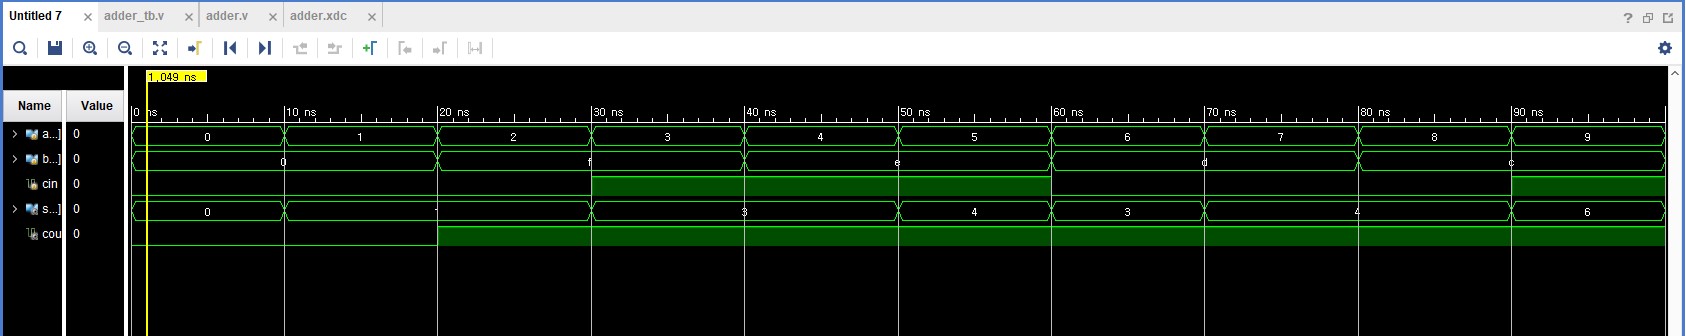 Untitled 7 × adder_tb.v × adder.v × adder.xdc ×
?
1,049 ns
Name Value
0 ns 10 ns 20 ns 30 ns 40 ns 50 ns 60 ns 70 ns 80 ns 90 ns
a...] 0 0 1 2 3 4 5 6 7 8 9
b...] 0 0 f e d c
cin 0
s...] 0 0 1 3 4 3 4 6
cou 0